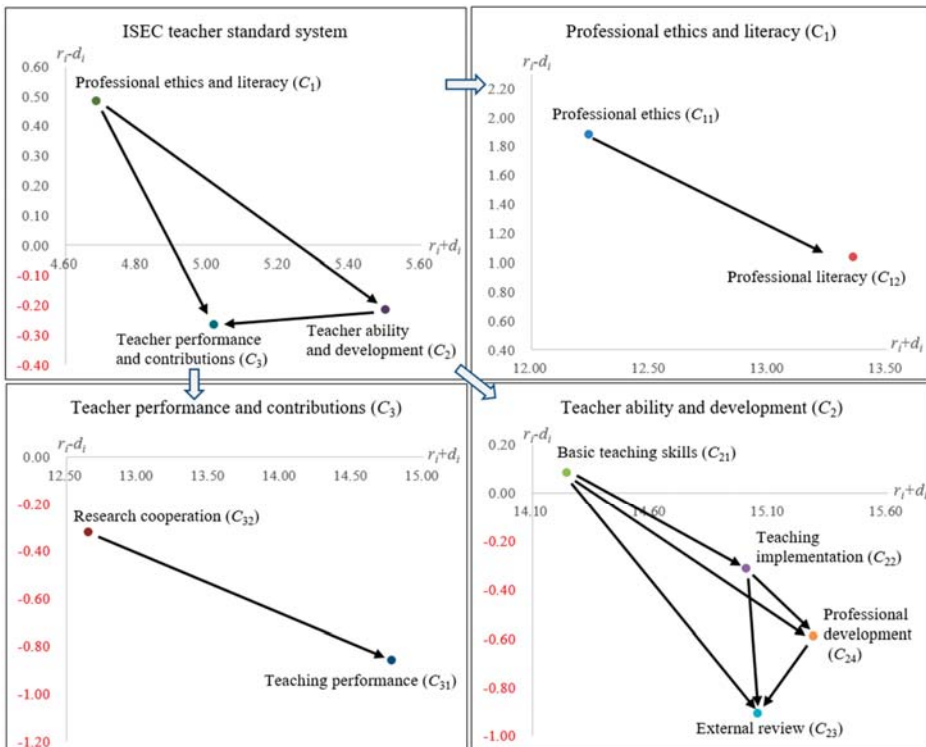 ISEC teacher standard system
rᵢ-dᵢ
0.60
Professional ethics and literacy (C₁)
0.50
0.40
0.30
0.20
0.10
0.00
rᵢ+dᵢ
4.60
4.80
5.00
5.20
5.40
5.60
-0.10
-0.20
-0.30
-0.40
Teacher performance
and contributions (C₃)
Teacher ability
and development (C₂)
Professional ethics and literacy (C₁)
rᵢ-dᵢ
2.20
2.00
1.80
1.60
1.40
1.20
1.00
0.80
0.60
0.40
Professional ethics (C₁₁)
Professional literacy (C₁₂)
rᵢ+dᵢ
12.00
12.50
13.00
13.50
Teacher performance and contributions (C₃)
rᵢ-dᵢ
0.00
rᵢ+dᵢ
12.50
13.00
13.50
14.00
14.50
15.00
-0.20
-0.40
-0.60
-0.80
-1.00
-1.20
Research cooperation (C₃₂)
Teaching performance (C₃₁)
Teacher ability and development (C₂)
rᵢ-dᵢ
0.20
Basic teaching skills (C₂₁)
0.00
rᵢ+dᵢ
14.10
14.60
15.10
15.60
-0.20
-0.40
-0.60
-0.80
-1.00
Teaching
implementation (C₂₂)
Professional
development
(C₂₄)
External review (C₂₃)